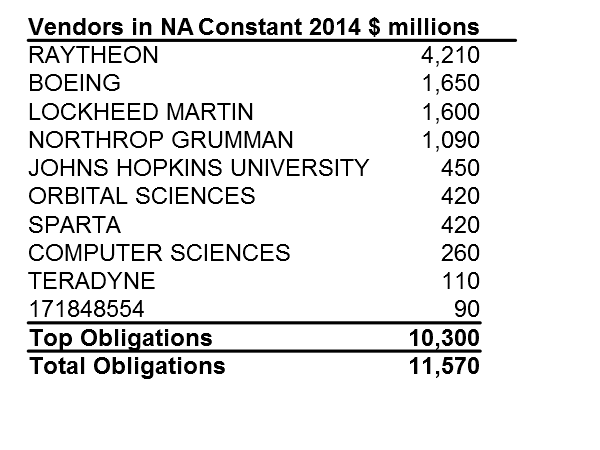 Vendors in NA Constant 2014 $ millions
RAYTHEON 4,210
BOEING 1,650
LOCKHEED MARTIN 1,600
NORTHROP GRUMMAN 1,090
JOHNS HOPKINS UNIVERSITY 450
ORBITAL SCIENCES 420
SPARTA 420
COMPUTER SCIENCES 260
TERADYNE 110
171848554 90
Top Obligations 10,300
Total Obligations 11,570